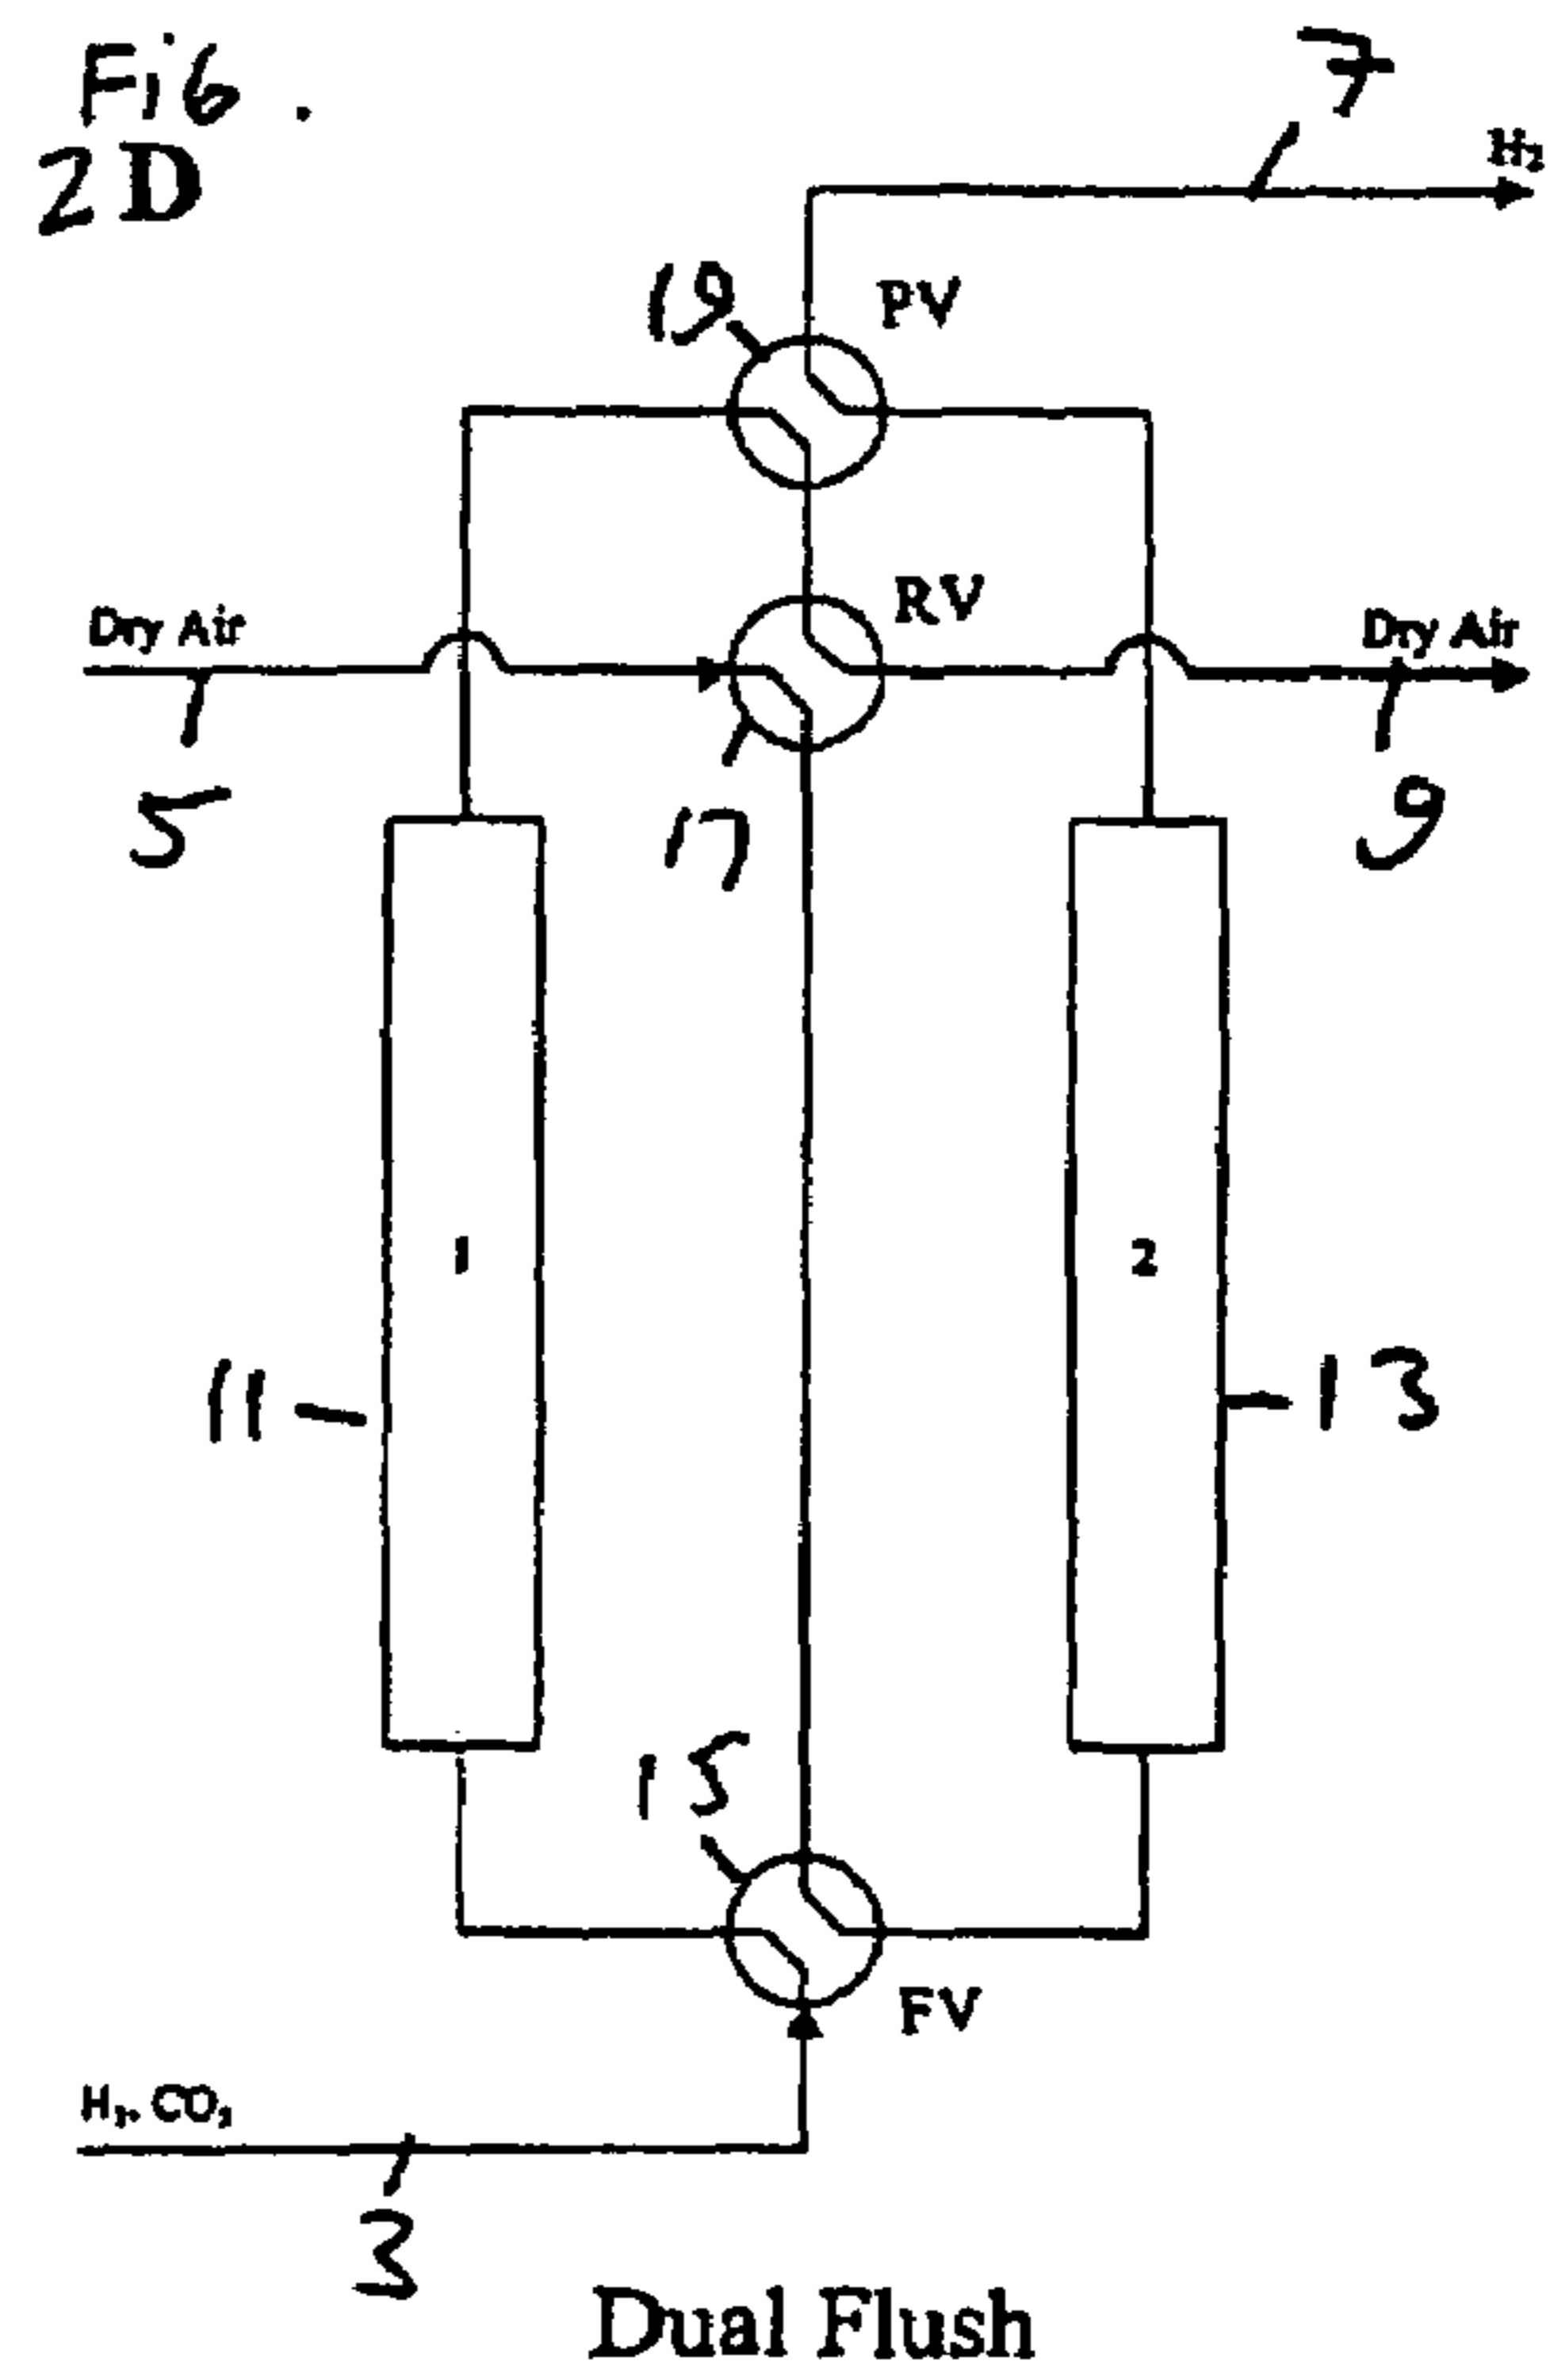 FiG.
2D
7
H₂
19
PV
RV
Dry Air
Dry Air
5
17
9
1
2
11
13
15
FV
H₂, CO₂
3
Dual Flush